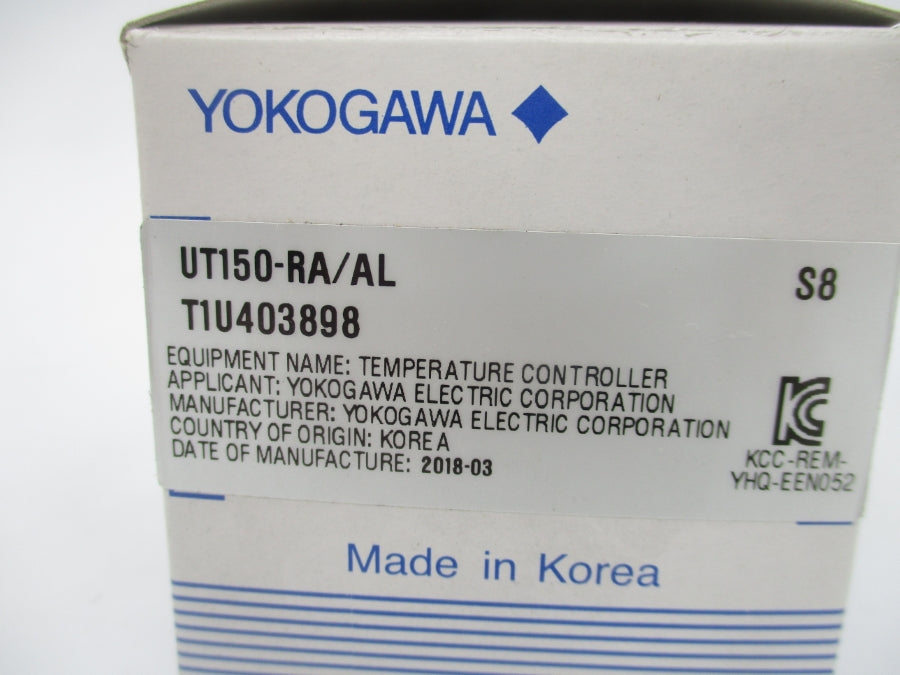 YOKOGAWA
UT150-RA/AL
S8
T1U403898
EQUIPMENT NAME: TEMPERATURE CONTROLLER
APPLICANT: YOKOGAWA ELECTRIC CORPORATION
MANUFACTURER: YOKOGAWA ELECTRIC CORPORATION
COUNTRY OF ORIGIN: KOREA
DATE OF MANUFACTURE: 2018-03
KC
KCC-REM-
YHQ-EEN052
Made in Korea